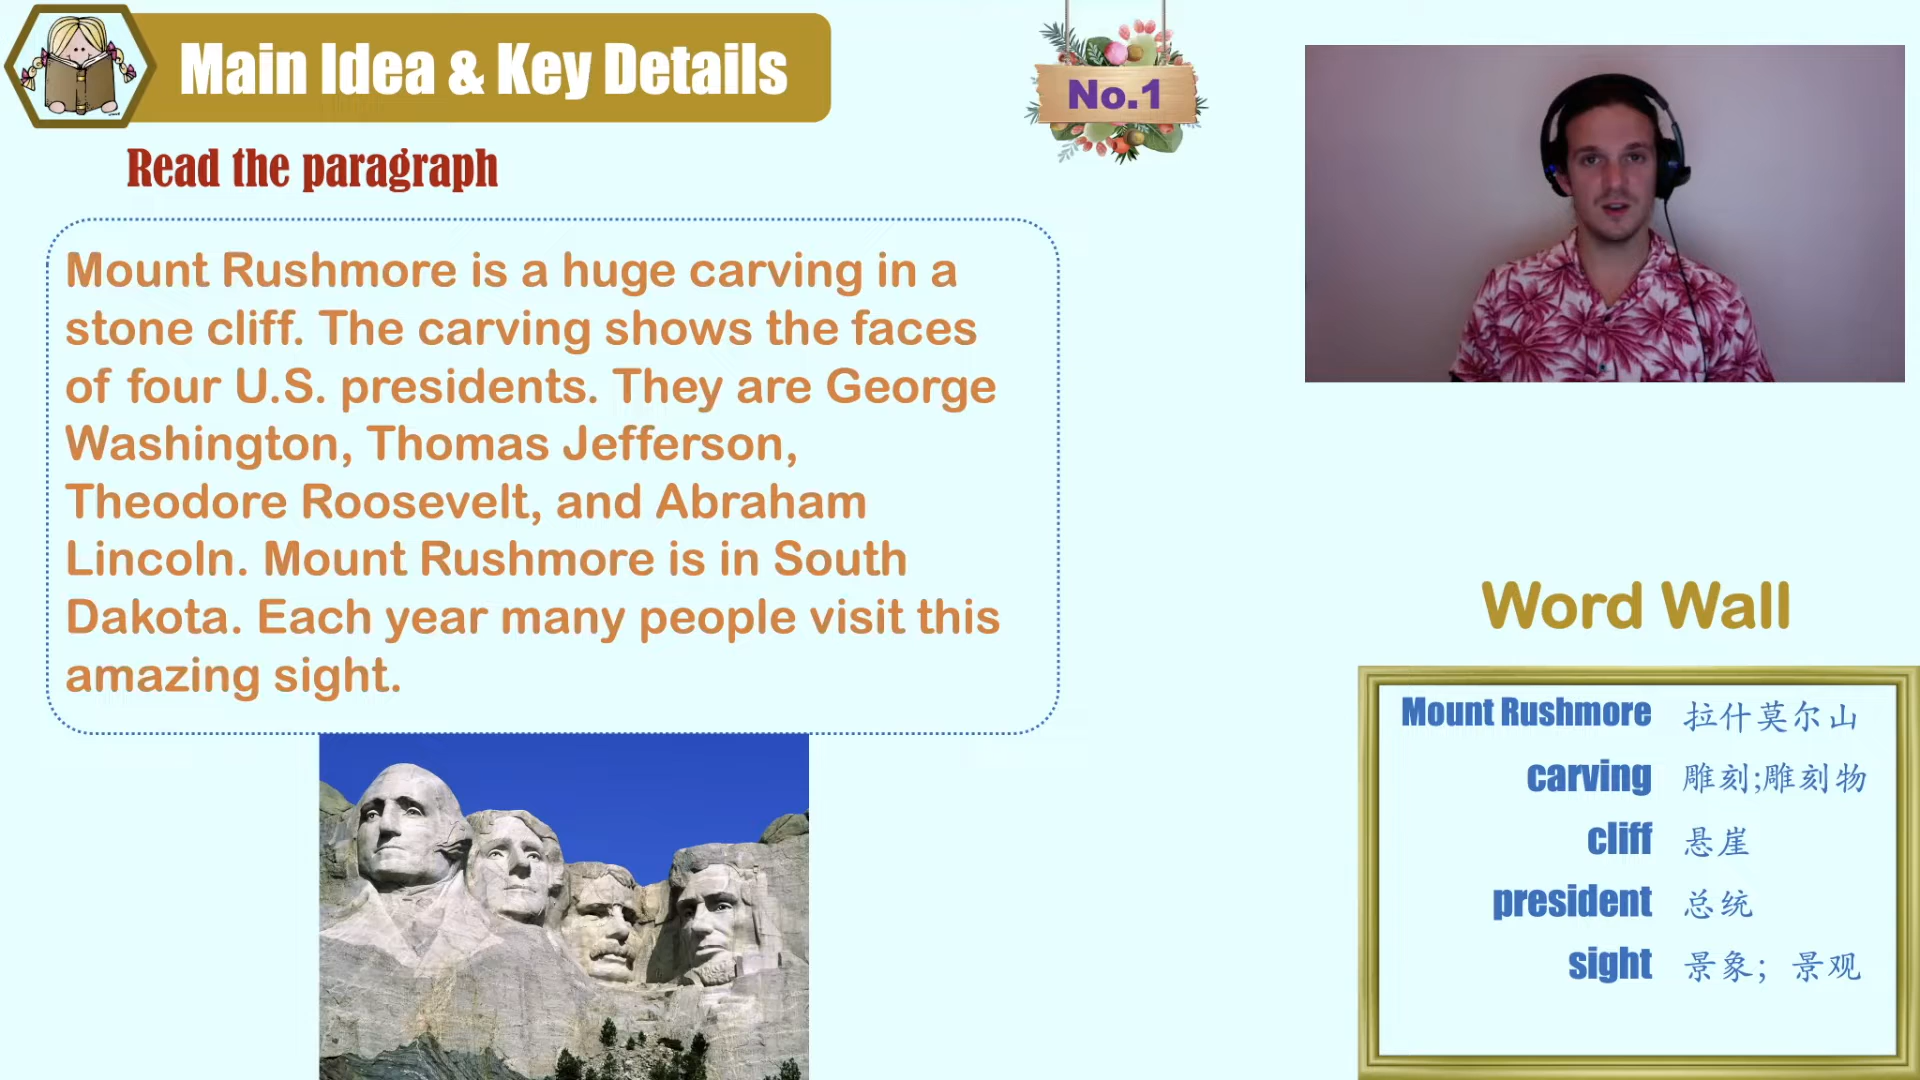 Main Idea & Key Details
No.1
Read the paragraph
Mount Rushmore is a huge carving in a
stone cliff. The carving shows the faces
of four U.S. presidents. They are George
Washington, Thomas Jefferson,
Theodore Roosevelt, and Abraham
Lincoln. Mount Rushmore is in South
Dakota. Each year many people visit this
amazing sight.
Word Wall
Mount Rushmore 拉什莫尔山
carving 雕刻;雕刻物
cliff 悬崖
president 总统
sight 景象；景观